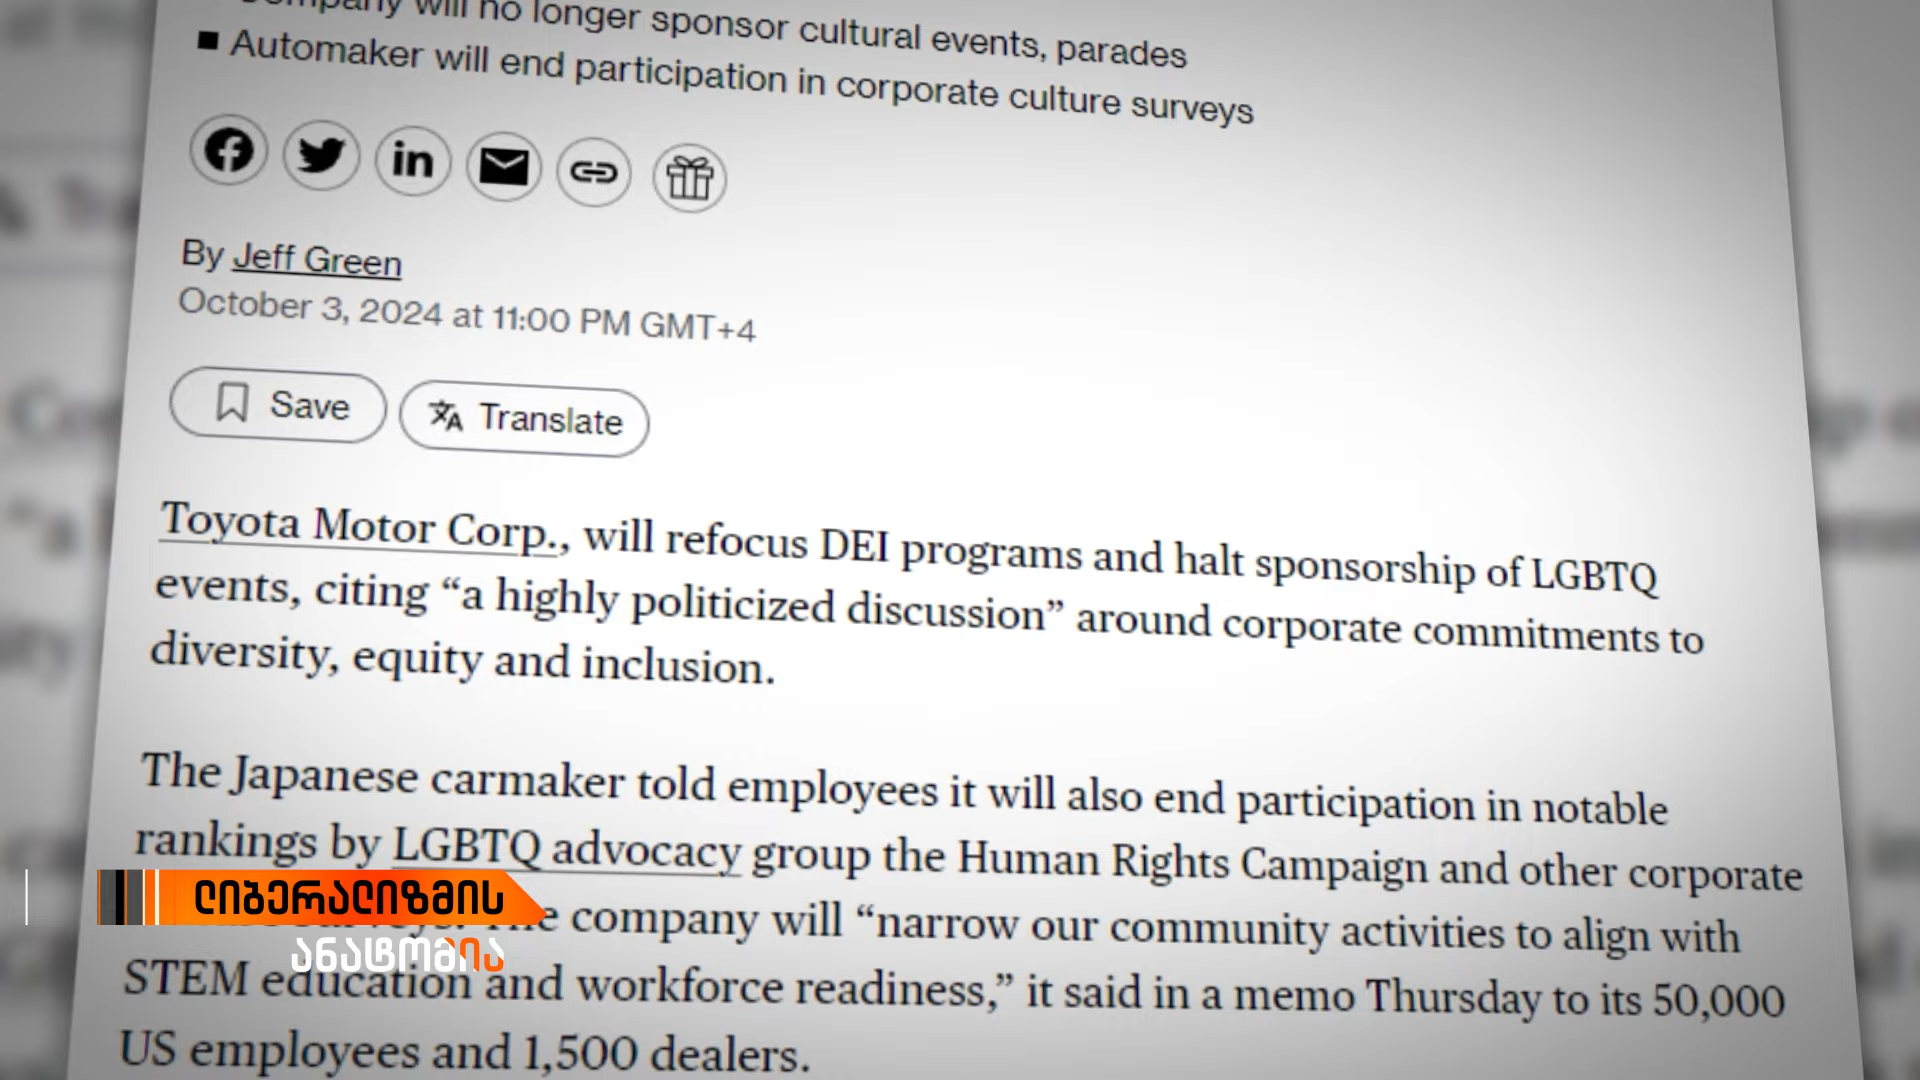 Company will no longer sponsor cultural events, parades
■ Automaker will end participation in corporate culture surveys
By Jeff Green
October 3, 2024 at 11:00 PM GMT+4
Save
Translate
Toyota Motor Corp., will refocus DEI programs and halt sponsorship of LGBTQ
events, citing “a highly politicized discussion” around corporate commitments to
diversity, equity and inclusion.
The Japanese carmaker told employees it will also end participation in notable
rankings by LGBTQ advocacy group the Human Rights Campaign and other corporate
company will “narrow our community activities to align with
STEM education and workforce readiness,” it said in a memo Thursday to its 50,000
US employees and 1,500 dealers.
ლიბერალიზმის
ანატომია